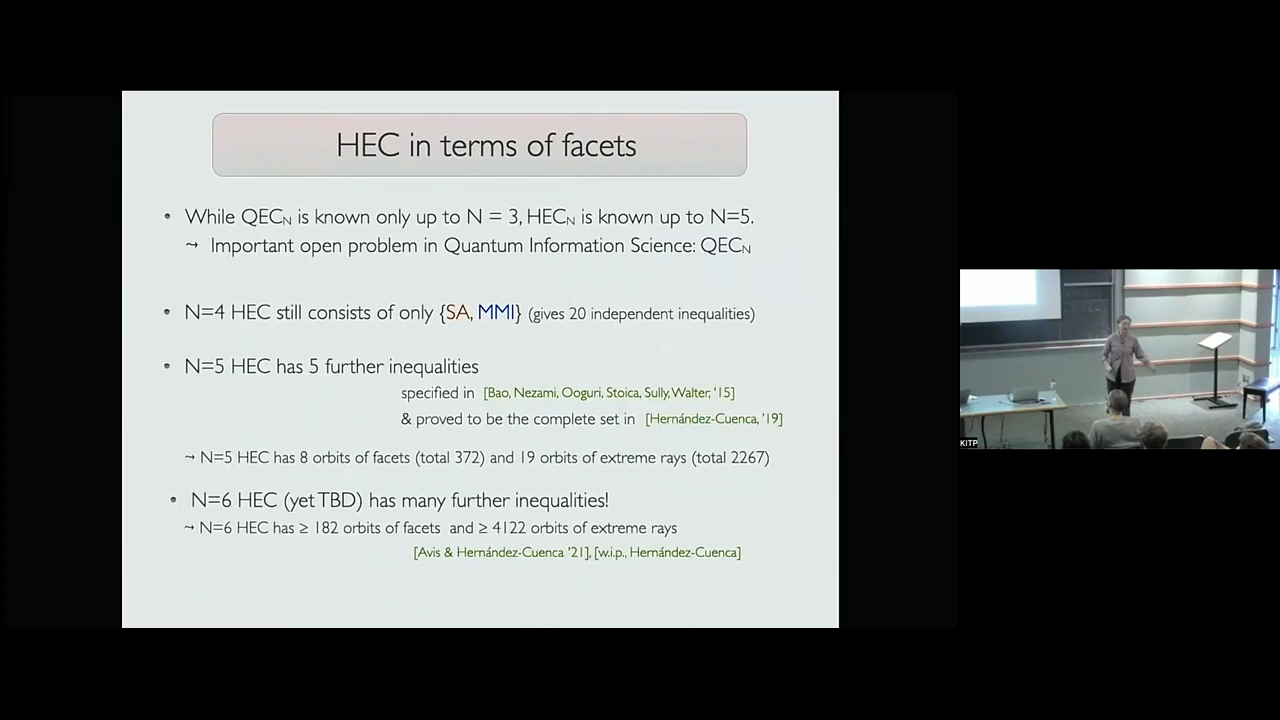 HEC in terms of facets
• While QECN is known only up to N = 3, HECN is known up to N=5.
→ Important open problem in Quantum Information Science: QECN
• N=4 HEC still consists of only {SA, MMI} (gives 20 independent inequalities)
• N=5 HEC has 5 further inequalities
specified in [Bao, Nezami, Ooguri, Stoica, Sully, Walter, '15]
& proved to be the complete set in [Hernández-Cuenca, '19]
→ N=5 HEC has 8 orbits of facets (total 372) and 19 orbits of extreme rays (total 2267)
• N=6 HEC (yet TBD) has many further inequalities!
→ N=6 HEC has ≥ 182 orbits of facets and ≥ 4122 orbits of extreme rays
[Avis & Hernández-Cuenca '21], [w.i.p., Hernández-Cuenca]
KITP